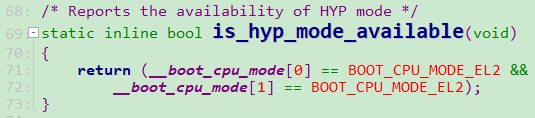 68: /* Reports the availability of HYP mode */
69: static inline bool is_hyp_mode_available(void)
70: {
71: return (__boot_cpu_mode[0] == BOOT_CPU_MODE_EL2 &&
72: __boot_cpu_mode[1] == BOOT_CPU_MODE_EL2);
73: }